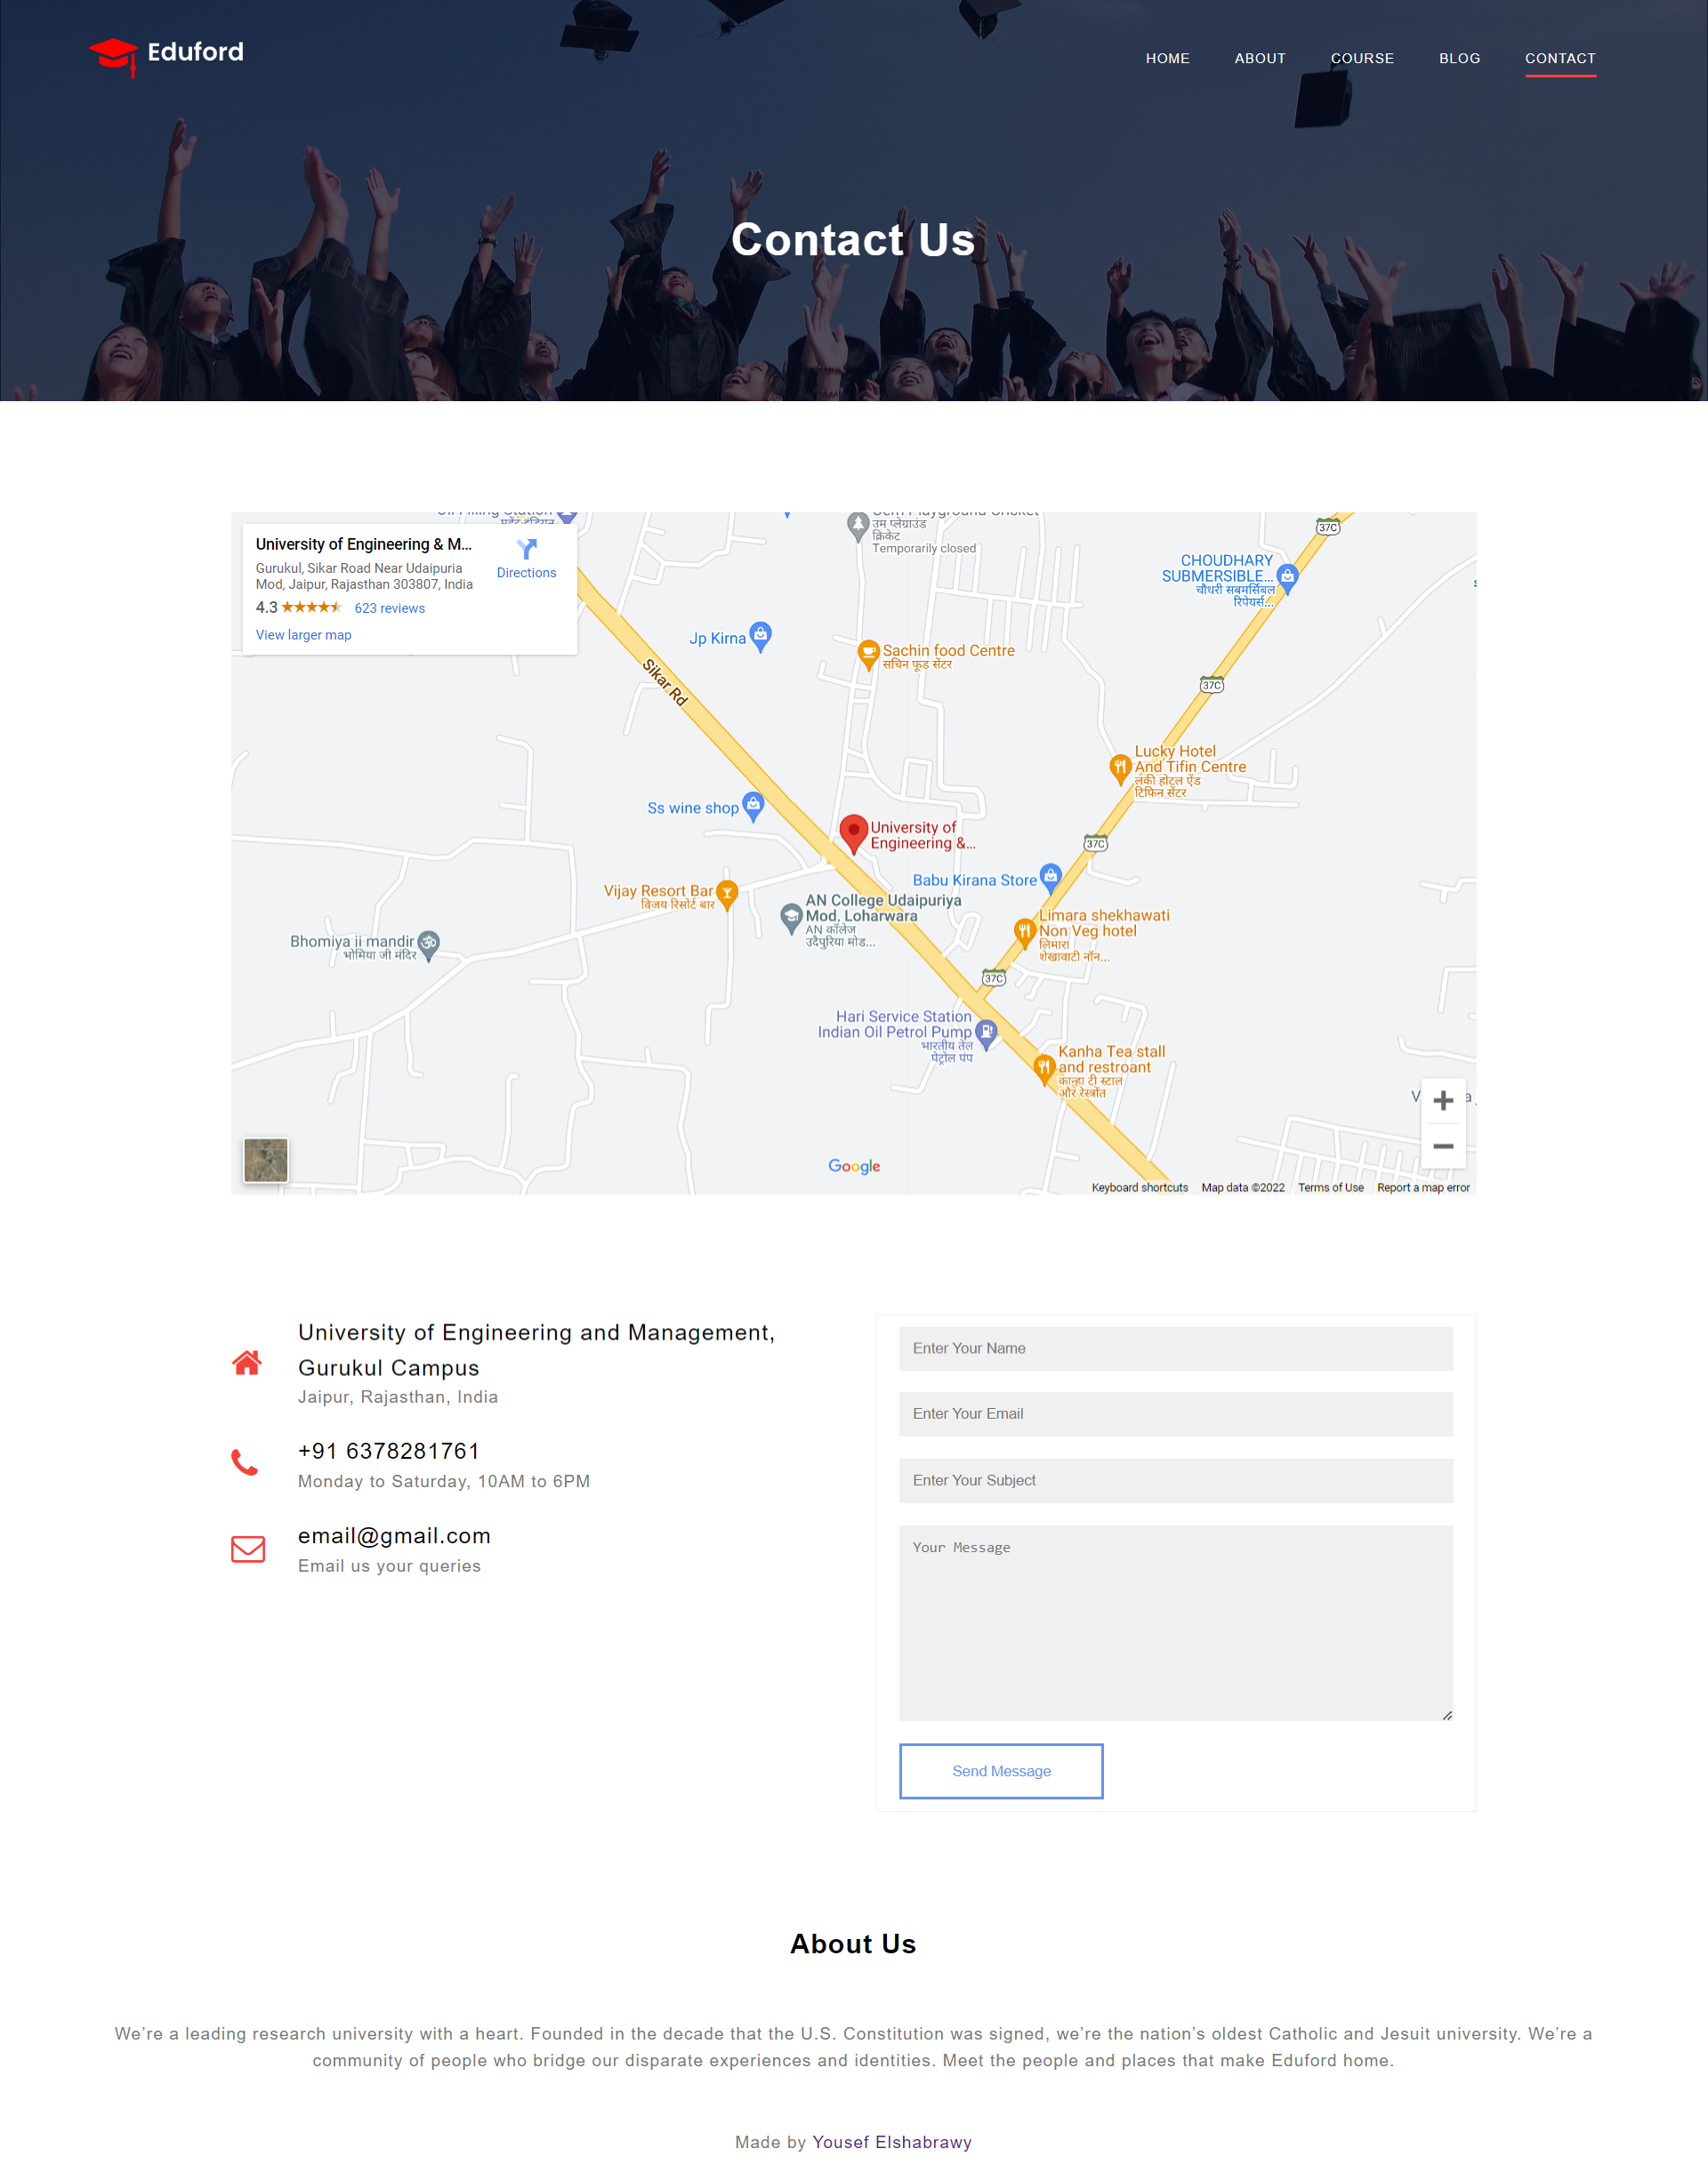 Eduford
HOME ABOUT COURSE BLOG CONTACT
Contact Us
University of Engineering & M...
Gurukul, Sikar Road Near Udaipuria
Mod, Jaipur, Rajasthan 303807, India
4.3 623 reviews
View larger map
Directions
उम प्लेग्राउंड
क्रिकेट
Temporarily closed
37C
CHOUDHARY
SUBMERSIBLE...
चौधरी सबमर्सिबल
रिपेयर्स...
Jp Kirna
Sachin food Centre
सचिन फूड सेंटर
Sikar Rd
37C
Lucky Hotel
And Tifin Centre
लकी होटल ऐंड
टिफिन सेंटर
Ss wine shop
University of
Engineering &...
37C
Babu Kirana Store
Vijay Resort Bar
विजय रिसोर्ट बार
AN College Udaipuriya
Mod, Loharwara
AN कॉलेज
उदैपुरिया मोड...
Limara shekhawati
Non Veg hotel
लिमारा
शेखावाटी नॉन...
Bhomiya ii mandir
भोमिया जी मंदिर
37C
Hari Service Station
Indian Oil Petrol Pump
भारतीय तेल
पेट्रोल पंप
Kanha Tea stall
and restroant
कान्हा टी स्टाल
और रेस्त्रोंत
Google
Keyboard shortcuts Map data ©2022 Terms of Use Report a map error
University of Engineering and Management,
Gurukul Campus
Jaipur, Rajasthan, India
+91 6378281761
Monday to Saturday, 10AM to 6PM
email@gmail.com
Email us your queries
Enter Your Name
Enter Your Email
Enter Your Subject
Your Message
Send Message
About Us
We’re a leading research university with a heart. Founded in the decade that the U.S. Constitution was signed, we’re the nation’s oldest Catholic and Jesuit university. We’re a
community of people who bridge our disparate experiences and identities. Meet the people and places that make Eduford home.
Made by Yousef Elshabrawy